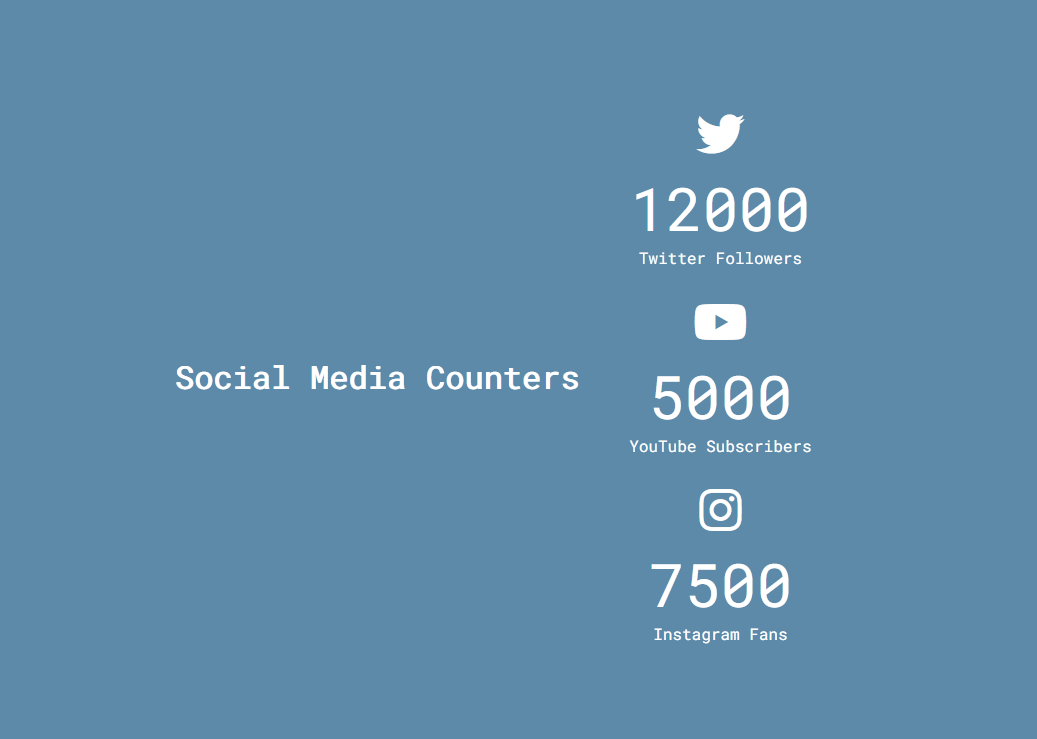 Social Media Counters
12000
Twitter Followers
5000
YouTube Subscribers
7500
Instagram Fans